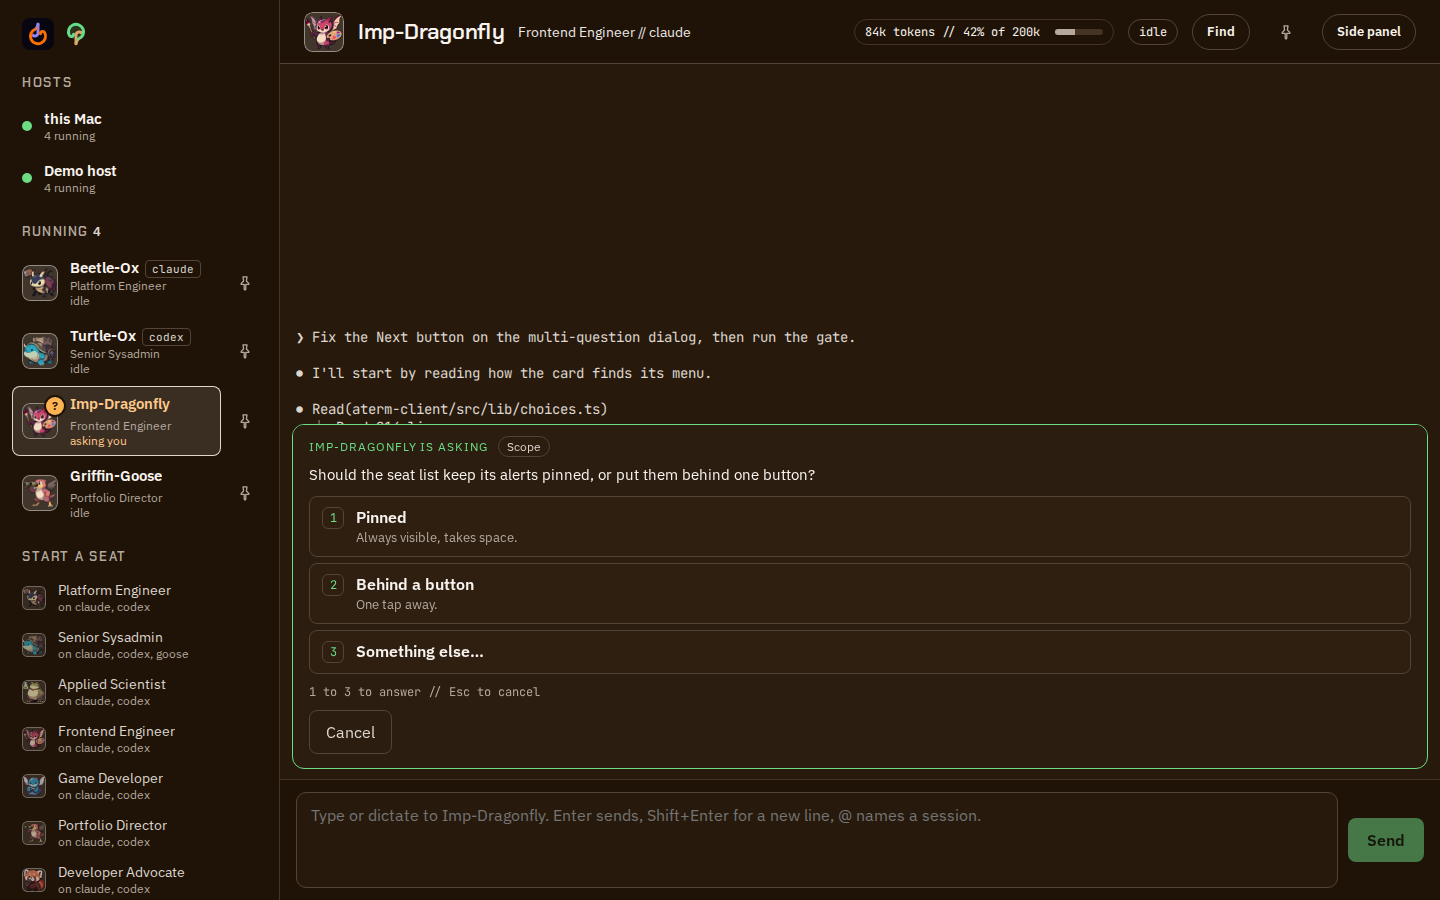 HOSTS
this Mac
4 running
Demo host
4 running
RUNNING 4
Beetle-Ox claude
Platform Engineer
idle
Turtle-Ox codex
Senior Sysadmin
idle
?
Imp-Dragonfly
Frontend Engineer
asking you
Griffin-Goose
Portfolio Director
idle
START A SEAT
Platform Engineer
on claude, codex
Senior Sysadmin
on claude, codex, goose
Applied Scientist
on claude, codex
Frontend Engineer
on claude, codex
Game Developer
on claude, codex
Portfolio Director
on claude, codex
Developer Advocate
on claude, codex
Imp-Dragonfly Frontend Engineer // claude
84k tokens // 42% of 200k
idle
Find
Side panel
❯ Fix the Next button on the multi-question dialog, then run the gate.
● I'll start by reading how the card finds its menu.
● Read(aterm-client/src/lib/choices.ts)
IMP-DRAGONFLY IS ASKING Scope
Should the seat list keep its alerts pinned, or put them behind one button?
1 Pinned
Always visible, takes space.
2 Behind a button
One tap away.
3 Something else...
1 to 3 to answer // Esc to cancel
Cancel
Type or dictate to Imp-Dragonfly. Enter sends, Shift+Enter for a new line, @ names a session.
Send